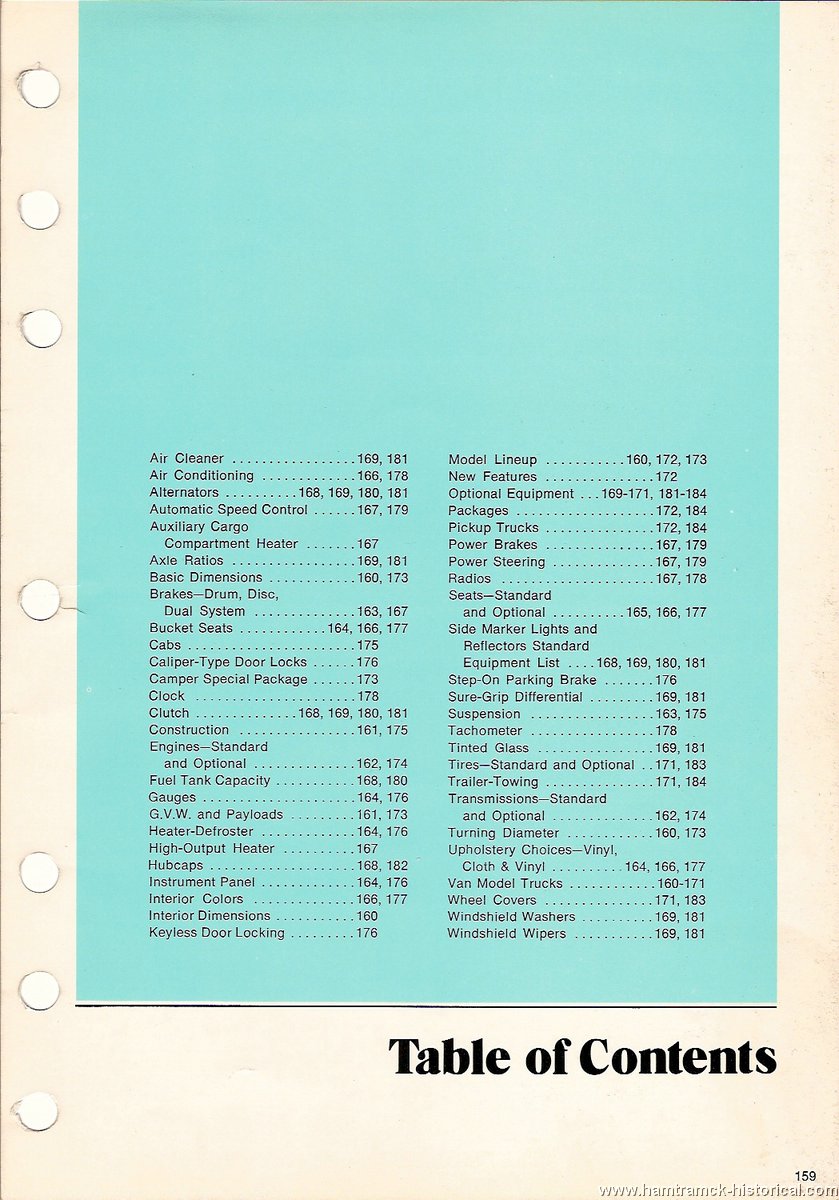 Air Cleaner . . . . . . . . . . . . . . . . . 169, 181
Air Conditioning . . . . . . . . . . . . . 166, 178
Alternators . . . . . . . . . . 168, 169, 180, 181
Automatic Speed Control . . . . . . 167, 179
Auxiliary Cargo
Compartment Heater . . . . . . . 167
Axle Ratios . . . . . . . . . . . . . . . . . 169, 181
Basic Dimensions . . . . . . . . . . . . 160, 173
Brakes—Drum, Disc,
Dual System . . . . . . . . . . . . . . 163, 167
Bucket Seats . . . . . . . . . . . . 164, 166, 177
Cabs . . . . . . . . . . . . . . . . . . . . . . 175
Caliper-Type Door Locks . . . . . . 176
Camper Special Package . . . . . . 173
Clock . . . . . . . . . . . . . . . . . . . . . 178
Clutch . . . . . . . . . . . . . . 168, 169, 180, 181
Construction . . . . . . . . . . . . . . . . 161, 175
Engines—Standard
and Optional . . . . . . . . . . . . . . 162, 174
Fuel Tank Capacity . . . . . . . . . . . 168, 180
Gauges . . . . . . . . . . . . . . . . . . . . . 164, 176
G.V.W. and Payloads . . . . . . . . . 161, 173
Heater-Defroster . . . . . . . . . . . . . 164, 176
High-Output Heater . . . . . . . . . . 167
Hubcaps . . . . . . . . . . . . . . . . . . . . 168, 182
Instrument Panel . . . . . . . . . . . . . 164, 176
Interior Colors . . . . . . . . . . . . . . 166, 177
Interior Dimensions . . . . . . . . . . . 160
Keyless Door Locking . . . . . . . . . 176
Model Lineup . . . . . . . . . . . 160, 172, 173
New Features . . . . . . . . . . . . . . . 172
Optional Equipment . . . 169-171, 181-184
Packages . . . . . . . . . . . . . . . . . . . 172, 184
Pickup Trucks . . . . . . . . . . . . . . . 172, 184
Power Brakes . . . . . . . . . . . . . . . 167, 179
Power Steering . . . . . . . . . . . . . . 167, 179
Radios . . . . . . . . . . . . . . . . . . . . . 167, 178
Seats—Standard
and Optional . . . . . . . . . . 165, 166, 177
Side Marker Lights and
Reflectors Standard
Equipment List . . . . 168, 169, 180, 181
Step-On Parking Brake . . . . . . . 176
Sure-Grip Differential . . . . . . . . . 169, 181
Suspension . . . . . . . . . . . . . . . . . 163, 175
Tachometer . . . . . . . . . . . . . . . . . 178
Tinted Glass . . . . . . . . . . . . . . . . 169, 181
Tires—Standard and Optional . . 171, 183
Trailer-Towing . . . . . . . . . . . . . . . 171, 184
Transmissions—Standard
and Optional . . . . . . . . . . . . . . 162, 174
Turning Diameter . . . . . . . . . . . . 160, 173
Upholstery Choices—Vinyl,
Cloth & Vinyl . . . . . . . . . . 164, 166, 177
Van Model Trucks . . . . . . . . . . . . 160-171
Wheel Covers . . . . . . . . . . . . . . . 171, 183
Windshield Washers . . . . . . . . . . 169, 181
Windshield Wipers . . . . . . . . . . . 169, 181
Table of Contents
159
www.hamtramck-historical.com